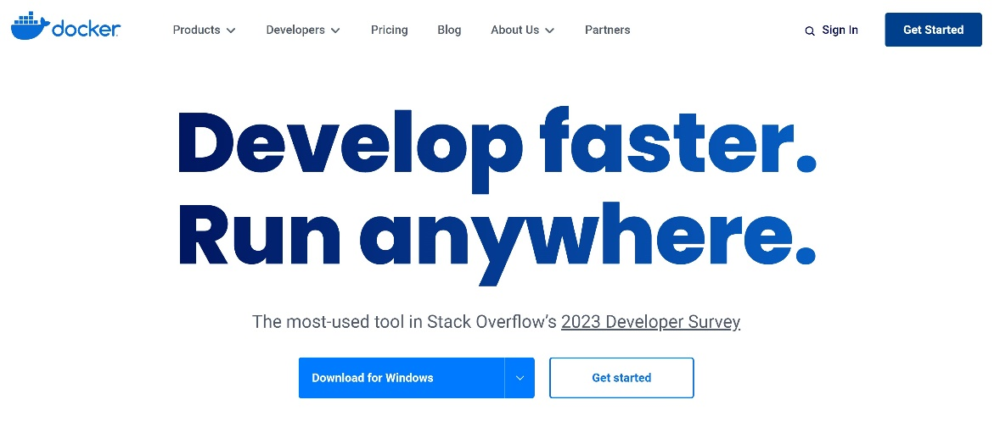 docker
Products
Developers
Pricing
Blog
About Us
Partners
Sign In
Get Started
Develop faster.
Run anywhere.
The most-used tool in Stack Overflow’s 2023 Developer Survey
Download for Windows
Get started